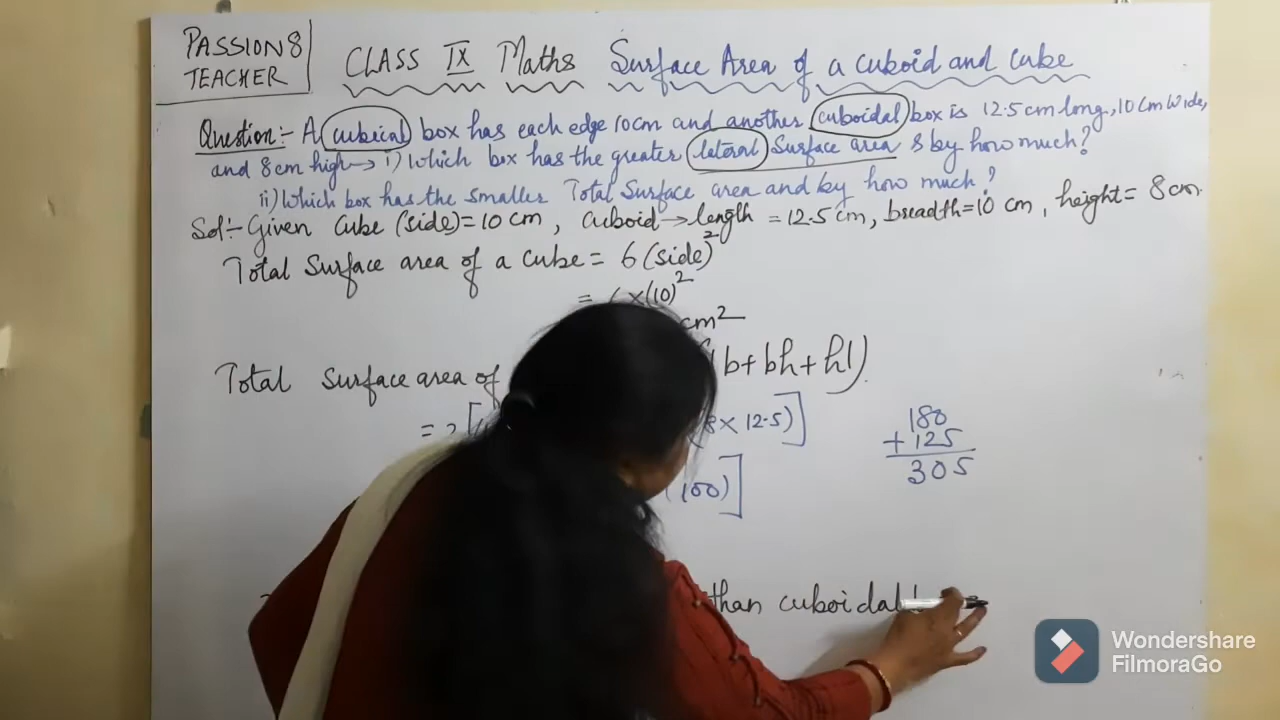 PASSION 8
TEACHER
CLASS IX Maths Surface Area of a cuboid and Cube
Question:- A cubical box has each edge 10cm and another cuboidal box is 12.5cm long, 10cm wide,
and 8cm high → i) Which box has the greater lateral Surface area & by how much?
ii) Which box has the smaller Total Surface area and by how much?
Sol:- Given Cube (side) = 10 cm, cuboid → length = 12.5 cm, breadth = 10 cm, height = 8 cm.
Total Surface area of a cube = 6 (side)²
= 6 × (10)²
cm²
Total Surface area of b + bh + hl).
= 2 [ 8 × 12.5)]
(100)]
180
+ 125
305
than cuboidal
Wondershare
FilmoraGo